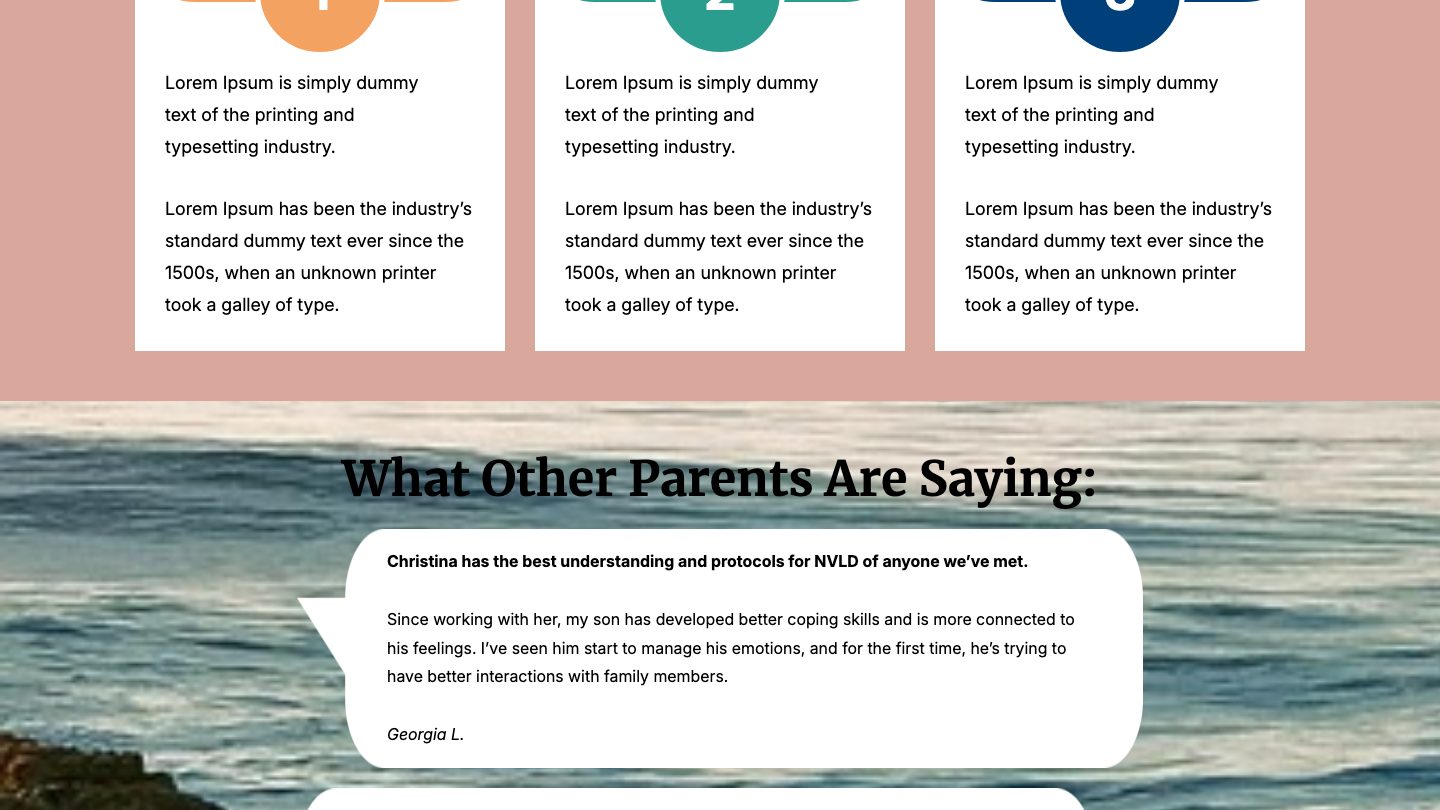 Lorem Ipsum is simply dummy
text of the printing and
typesetting industry.
Lorem Ipsum has been the industry’s
standard dummy text ever since the
1500s, when an unknown printer
took a galley of type.
Lorem Ipsum is simply dummy
text of the printing and
typesetting industry.
Lorem Ipsum has been the industry’s
standard dummy text ever since the
1500s, when an unknown printer
took a galley of type.
Lorem Ipsum is simply dummy
text of the printing and
typesetting industry.
Lorem Ipsum has been the industry’s
standard dummy text ever since the
1500s, when an unknown printer
took a galley of type.
What Other Parents Are Saying:
Christina has the best understanding and protocols for NVLD of anyone we’ve met.
Since working with her, my son has developed better coping skills and is more connected to
his feelings. I’ve seen him start to manage his emotions, and for the first time, he’s trying to
have better interactions with family members.
Georgia L.